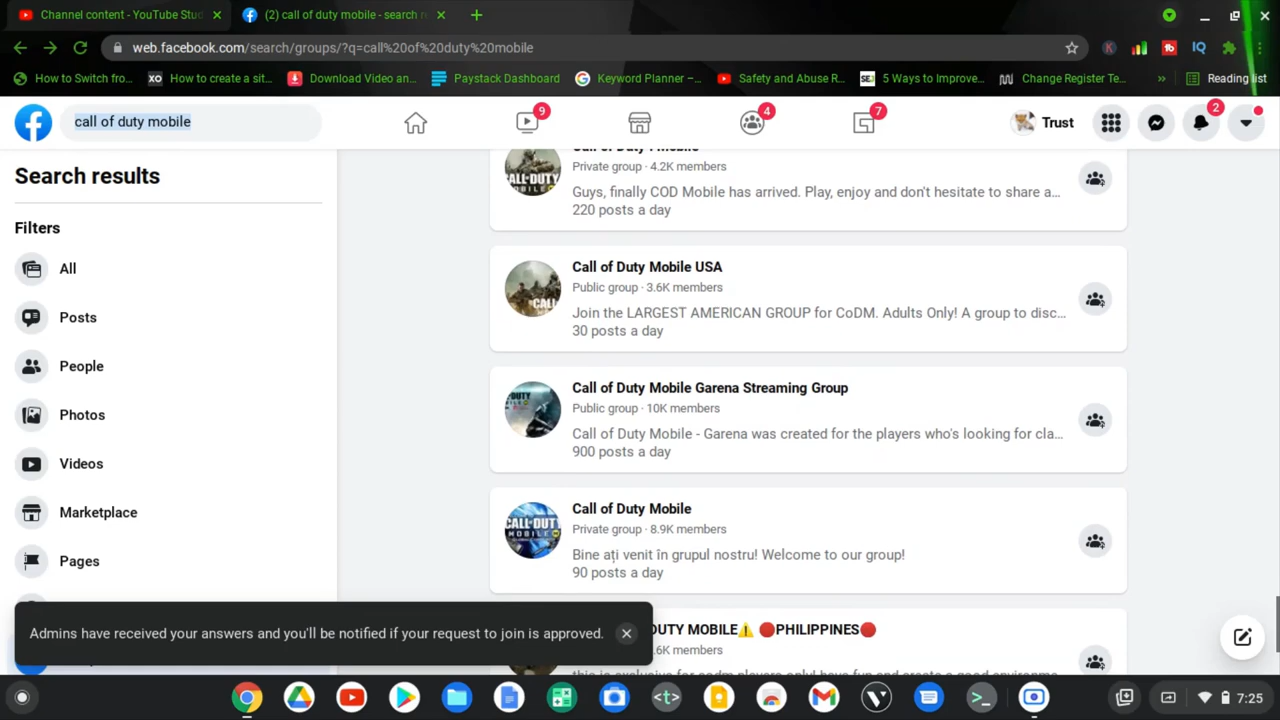 Channel content - YouTube Stud
(2) call of duty mobile - search r
web.facebook.com/search/groups/?q=call%20of%20duty%20mobile
How to Switch fro...
How to create a sit...
Download Video an...
Paystack Dashboard
Keyword Planner –...
Safety and Abuse R...
5 Ways to Improve...
Change Register Te...
»
Reading list
call of duty mobile
9
4
7
Trust
2
Search results
Filters
All
Posts
People
Photos
Videos
Marketplace
Pages
Private group · 4.2K members
Guys, finally COD Mobile has arrived. Play, enjoy and don't hesitate to share a...
220 posts a day
Call of Duty Mobile USA
Public group · 3.6K members
Join the LARGEST AMERICAN GROUP for CoDM. Adults Only! A group to disc...
30 posts a day
Call of Duty Mobile Garena Streaming Group
Public group · 10K members
Call of Duty Mobile - Garena was created for the players who's looking for cla...
900 posts a day
Call of Duty Mobile
Private group · 8.9K members
Bine ați venit în grupul nostru! Welcome to our group!
90 posts a day
DUTY MOBILE⚠️ 🔴PHILIPPINES🔴
.6K members
Admins have received your answers and you'll be notified if your request to join is approved.
7:25